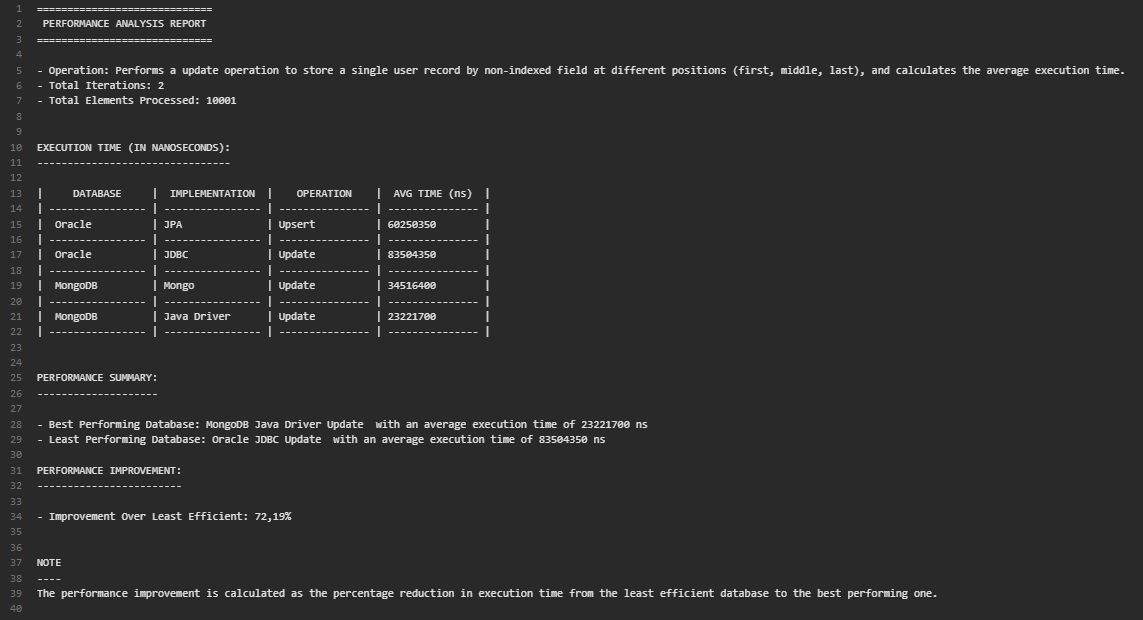 1 =============================
2 PERFORMANCE ANALYSIS REPORT
3 =============================
4
5 - Operation: Performs a update operation to store a single user record by non-indexed field at different positions (first, middle, last), and calculates the average execution time.
6 - Total Iterations: 2
7 - Total Elements Processed: 10001
8
9
10 EXECUTION TIME (IN NANOSECONDS):
11 --------------------------------
12
13 | DATABASE | IMPLEMENTATION | OPERATION | AVG TIME (ns) |
14 | ---------------- | ---------------- | --------------- | --------------- |
15 | Oracle | JPA | Upsert | 60250350 |
16 | ---------------- | ---------------- | --------------- | --------------- |
17 | Oracle | JDBC | Update | 83504350 |
18 | ---------------- | ---------------- | --------------- | --------------- |
19 | MongoDB | Mongo | Update | 34516400 |
20 | ---------------- | ---------------- | --------------- | --------------- |
21 | MongoDB | Java Driver | Update | 23221700 |
22 | ---------------- | ---------------- | --------------- | --------------- |
23
24
25 PERFORMANCE SUMMARY:
26 --------------------
27
28 - Best Performing Database: MongoDB Java Driver Update  with an average execution time of 23221700 ns
29 - Least Performing Database: Oracle JDBC Update  with an average execution time of 83504350 ns
30
31 PERFORMANCE IMPROVEMENT:
32 ------------------------
33
34 - Improvement Over Least Efficient: 72,19%
35
36
37 NOTE
38 ----
39 The performance improvement is calculated as the percentage reduction in execution time from the least efficient database to the best performing one.
40